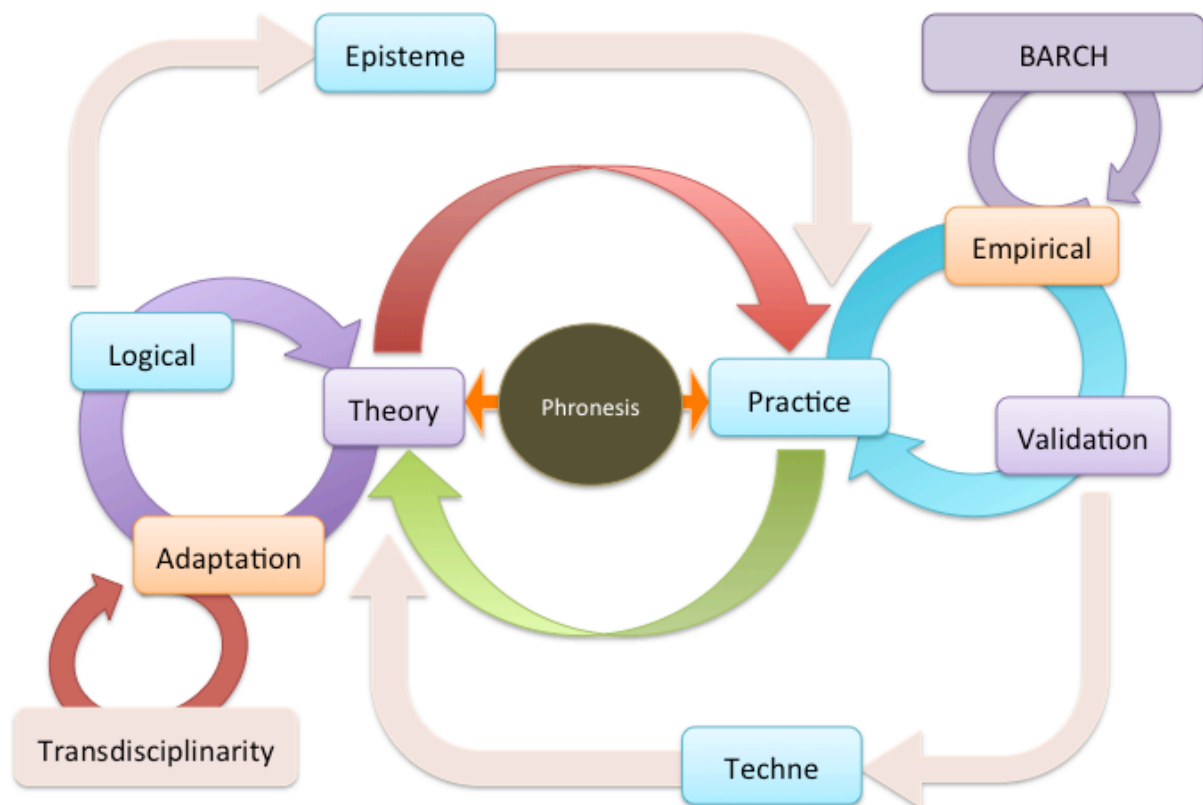 Episteme
BARCH
Empirical
Logical
Theory
Phronesis
Practice
Validation
Adaptation
Transdisciplinarity
Techne